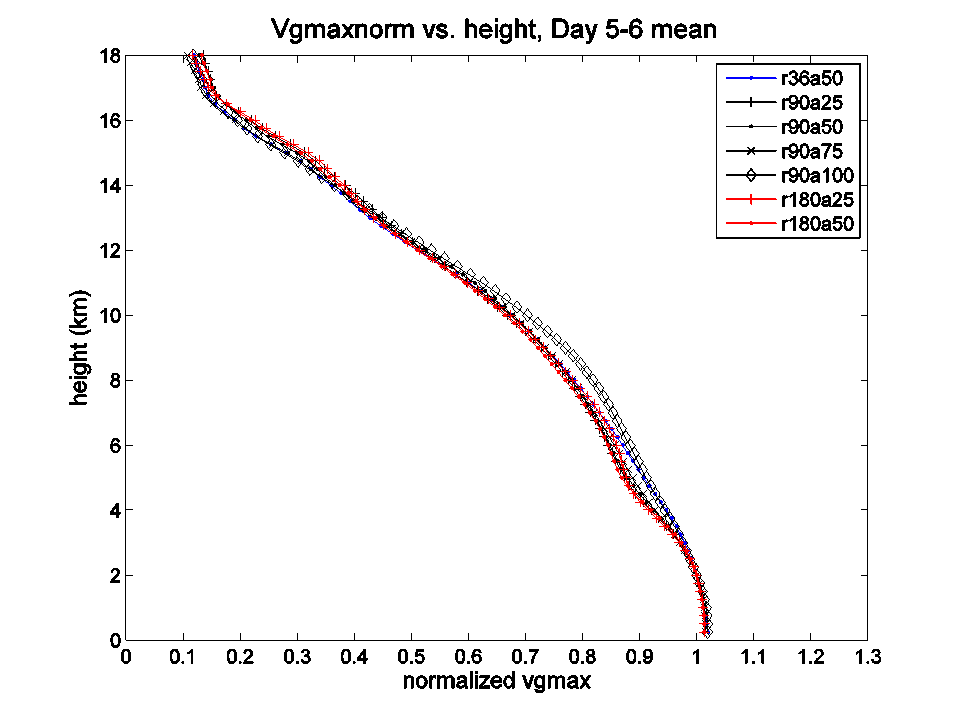 Vgmaxnorm vs. height, Day 5-6 mean
18
16
14
12
10
8
6
4
2
0
height (km)
r36a50
r90a25
r90a50
r90a75
r90a100
r180a25
r180a50
0 0.1 0.2 0.3 0.4 0.5 0.6 0.7 0.8 0.9 1 1.1 1.2 1.3
normalized vgmax